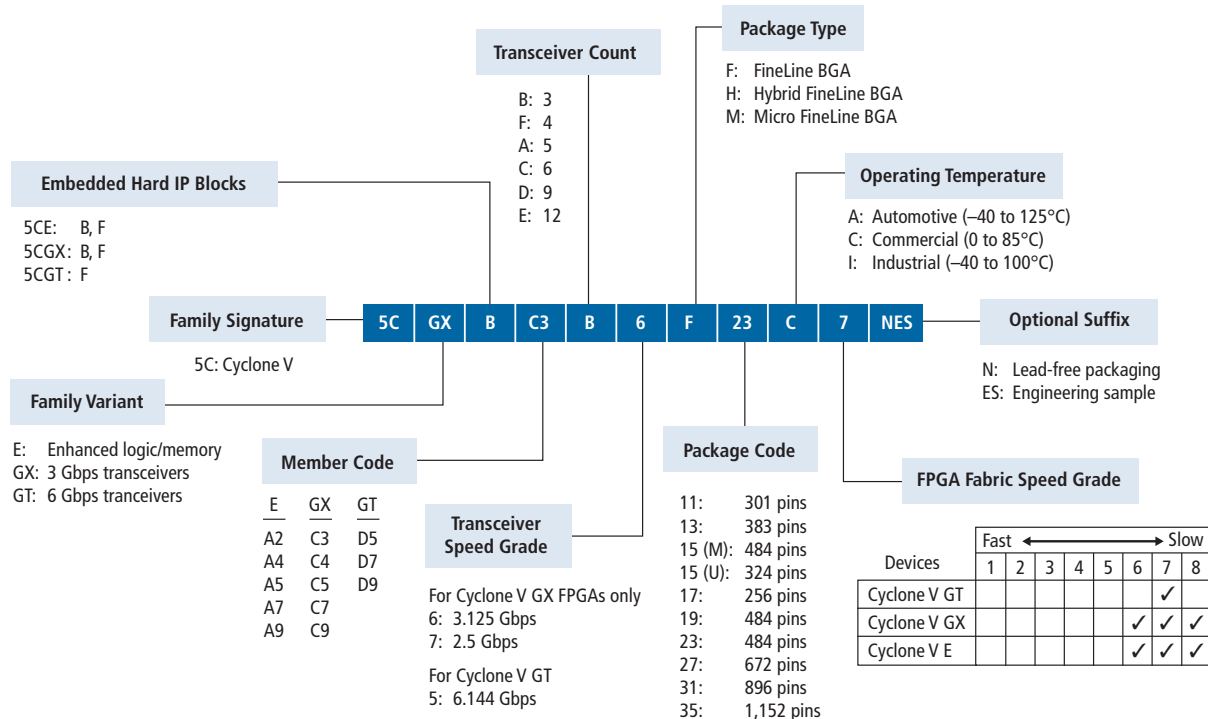 Package Type
F: FineLine BGA
H: Hybrid FineLine BGA
M: Micro FineLine BGA
Transceiver Count
B: 3
F: 4
A: 5
C: 6
D: 9
E: 12
Embedded Hard IP Blocks
5CE: B, F
5CGX: B, F
5CGT : F
Operating Temperature
A: Automotive (–40 to 125°C)
C: Commercial (0 to 85°C)
I: Industrial (–40 to 100°C)
Family Signature
5C: Cyclone V
5C GX B C3 B 6 F 23 C 7 NES
Optional Suffix
N: Lead-free packaging
ES: Engineering sample
Family Variant
E: Enhanced logic/memory
GX: 3 Gbps transceivers
GT: 6 Gbps tranceivers
Member Code
E GX GT
A2 C3 D5
A4 C4 D7
A5 C5 D9
A7 C7
A9 C9
Transceiver
Speed Grade
For Cyclone V GX FPGAs only
6: 3.125 Gbps
7: 2.5 Gbps
For Cyclone V GT
5: 6.144 Gbps
Package Code
11: 301 pins
13: 383 pins
15 (M): 484 pins
15 (U): 324 pins
17: 256 pins
19: 484 pins
23: 484 pins
27: 672 pins
31: 896 pins
35: 1,152 pins
FPGA Fabric Speed Grade
Fast Slow
Devices 1 2 3 4 5 6 7 8
Cyclone V GT ✓
Cyclone V GX ✓ ✓ ✓
Cyclone V E ✓ ✓ ✓